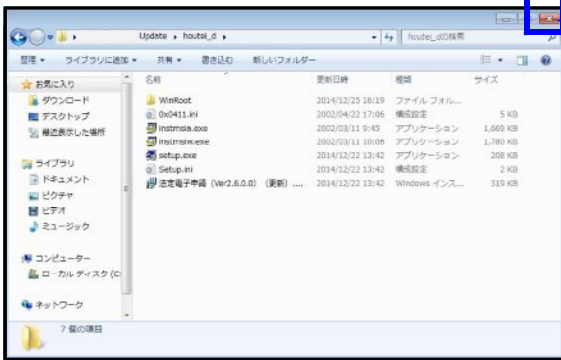 Update ▸ houtei_d ▸
houtei_dの検索
整理 ▾ ライブラリに追加 ▾ 共有 ▾ 書き込む 新しいフォルダー
お気に入り
ダウンロード
デスクトップ
最近表示した場所
ライブラリ
ドキュメント
ピクチャ
ビデオ
ミュージック
コンピューター
ローカル ディスク (C:
ネットワーク
名前 更新日時 種類 サイズ
WinRoot 2014/12/25 16:19 ファイル フォル...
0x0411.ini 2002/04/22 17:06 構成設定 5 KB
instmsia.exe 2002/03/11 9:45 アプリケーション 1,669 KB
instmsiw.exe 2002/03/11 10:06 アプリケーション 1,780 KB
setup.exe 2014/12/22 13:42 アプリケーション 208 KB
Setup.ini 2014/12/22 13:42 構成設定 2 KB
法定電子申請 (Ver2.6.0.0) (更新) .... 2014/12/22 13:42 Windows インス... 319 KB
7 個の項目